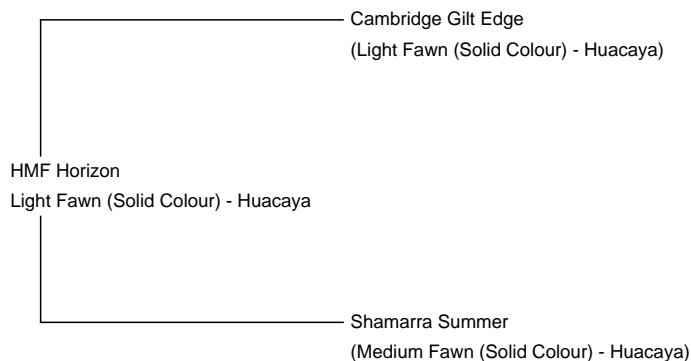 Cambridge Gilt Edge
(Light Fawn (Solid Colour) - Huacaya)
HMF Horizon
Light Fawn (Solid Colour) - Huacaya
Shamarra Summer
(Medium Fawn (Solid Colour) - Huacaya)